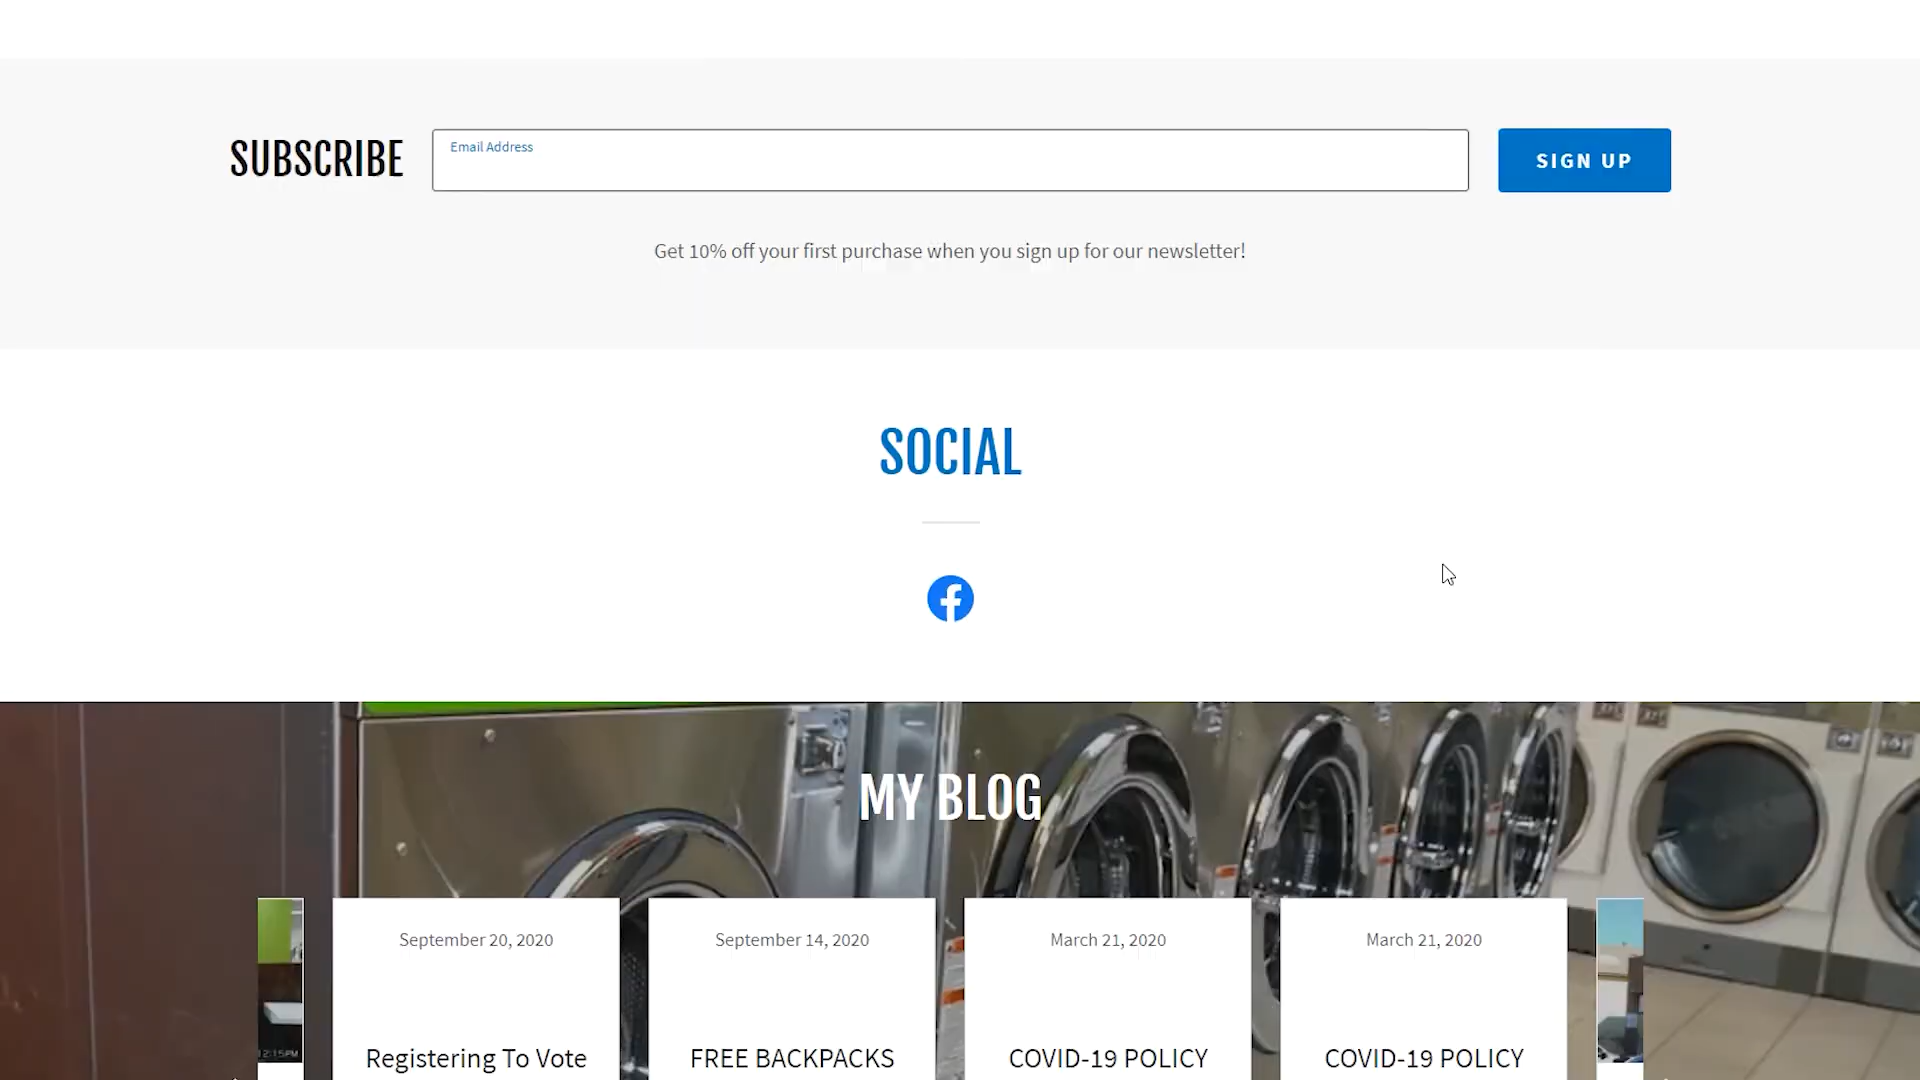 SUBSCRIBE
Email Address
SIGN UP
Get 10% off your first purchase when you sign up for our newsletter!
SOCIAL
MY BLOG
September 20, 2020
September 14, 2020
March 21, 2020
March 21, 2020
12:15PM
Registering To Vote
FREE BACKPACKS
COVID-19 POLICY
COVID-19 POLICY